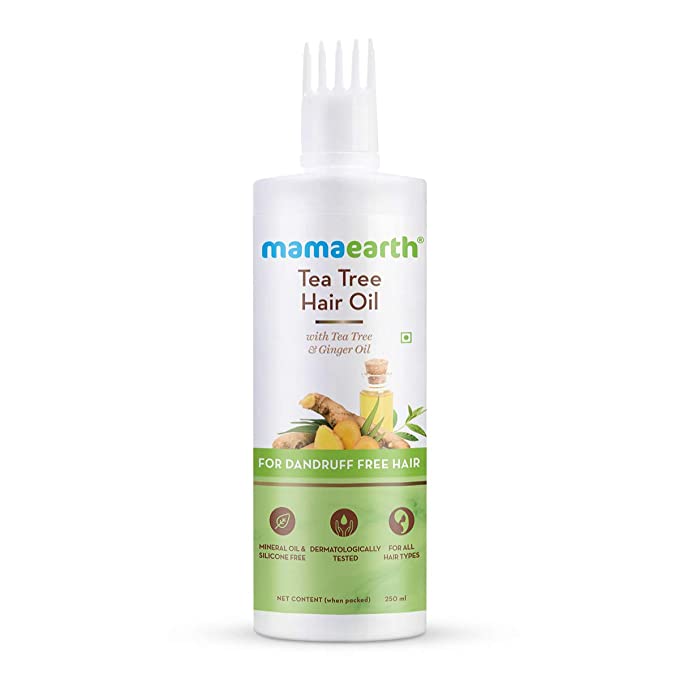 mamaearth®
Tea Tree
Hair Oil
with Tea Tree
& Ginger Oil
FOR DANDRUFF FREE HAIR
MINERAL OIL &
SILICONE FREE
DERMATOLOGICALLY
TESTED
FOR ALL
HAIR TYPES
NET CONTENT (when packed) 250 ml